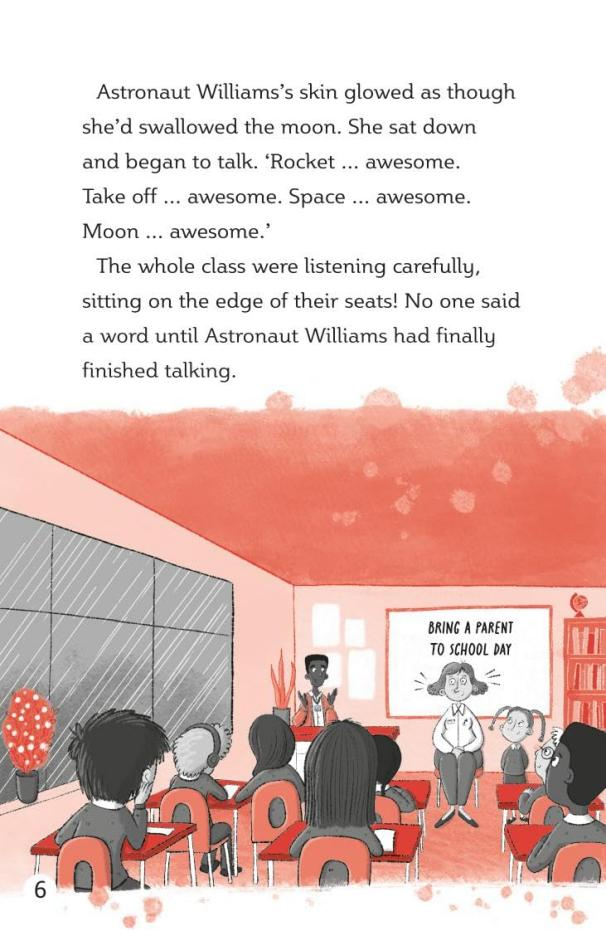 Astronaut Williams’s skin glowed as though
she’d swallowed the moon. She sat down
and began to talk. ‘Rocket ... awesome.
Take off ... awesome. Space ... awesome.
Moon ... awesome.’
The whole class were listening carefully,
sitting on the edge of their seats! No one said
a word until Astronaut Williams had finally
finished talking.
BRING A PARENT
TO SCHOOL DAY
6